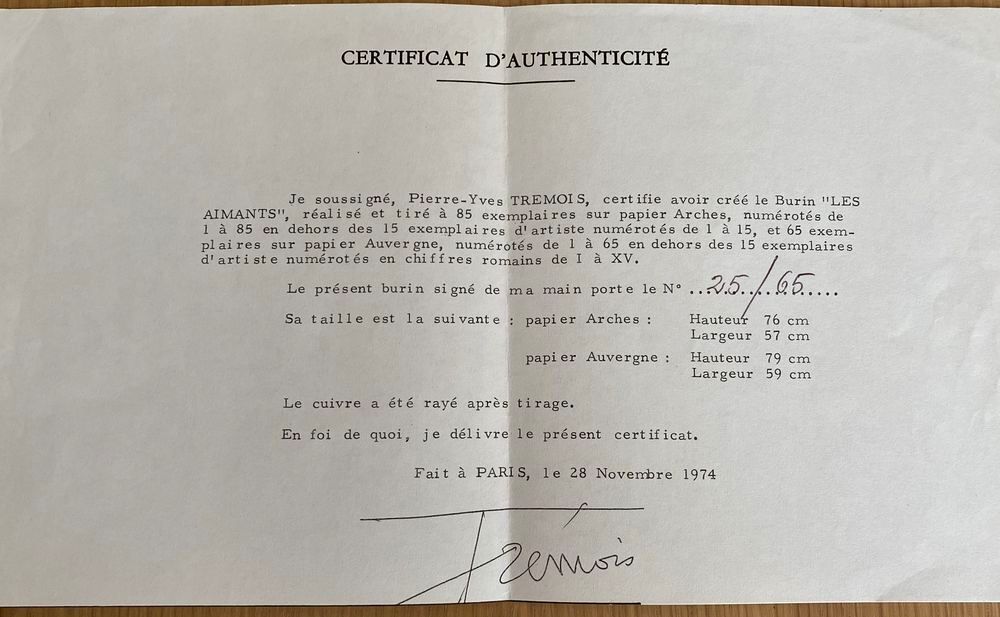 CERTIFICAT D'AUTHENTICITÉ
Je soussigné, Pierre-Yves TREMOIS, certifie avoir créé le Burin "LES
AIMANTS", réalisé et tiré à 85 exemplaires sur papier Arches, numérotés de
1 à 85 en dehors des 15 exemplaires d'artiste numérotés de 1 à 15, et 65 exem-
plaires sur papier Auvergne, numérotés de 1 à 65 en dehors des 15 exemplaires
d'artiste numérotés en chiffres romains de I à XV.
Le présent burin signé de ma main porte le N° ..25../..65.....
Sa taille est la suivante : papier Arches : Hauteur 76 cm
Largeur 57 cm
papier Auvergne : Hauteur 79 cm
Largeur 59 cm
Le cuivre a été rayé après tirage.
En foi de quoi, je délivre le présent certificat.
Fait à PARIS, le 28 Novembre 1974
Trémois